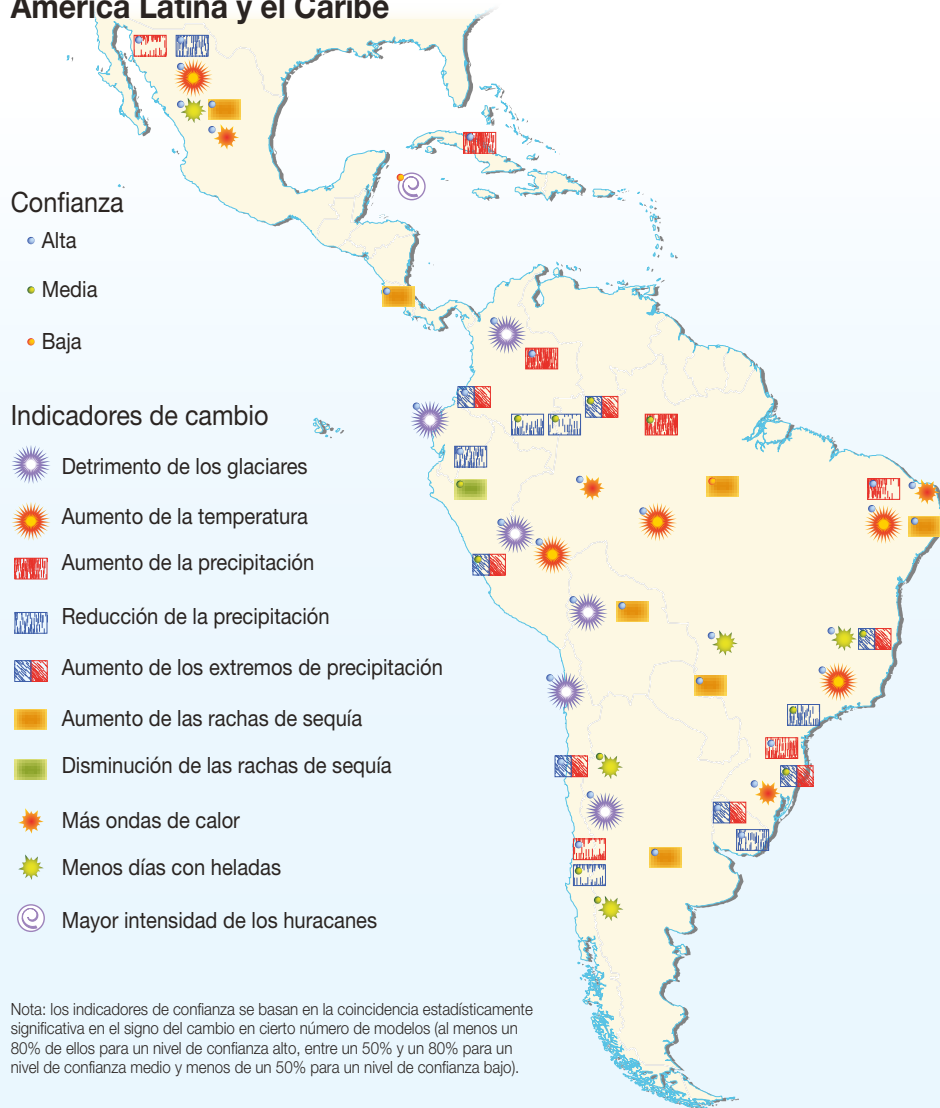 América Latina y el Caribe
Confianza
Alta
Media
Baja
Indicadores de cambio
Detrimento de los glaciares
Aumento de la temperatura
Aumento de la precipitación
Reducción de la precipitación
Aumento de los extremos de precipitación
Aumento de las rachas de sequía
Disminución de las rachas de sequía
Más ondas de calor
Menos días con heladas
Mayor intensidad de los huracanes
Nota: los indicadores de confianza se basan en la coincidencia estadísticamente
significativa en el signo del cambio en cierto número de modelos (al menos un
80% de ellos para un nivel de confianza alto, entre un 50% y un 80% para un
nivel de confianza medio y menos de un 50% para un nivel de confianza bajo).